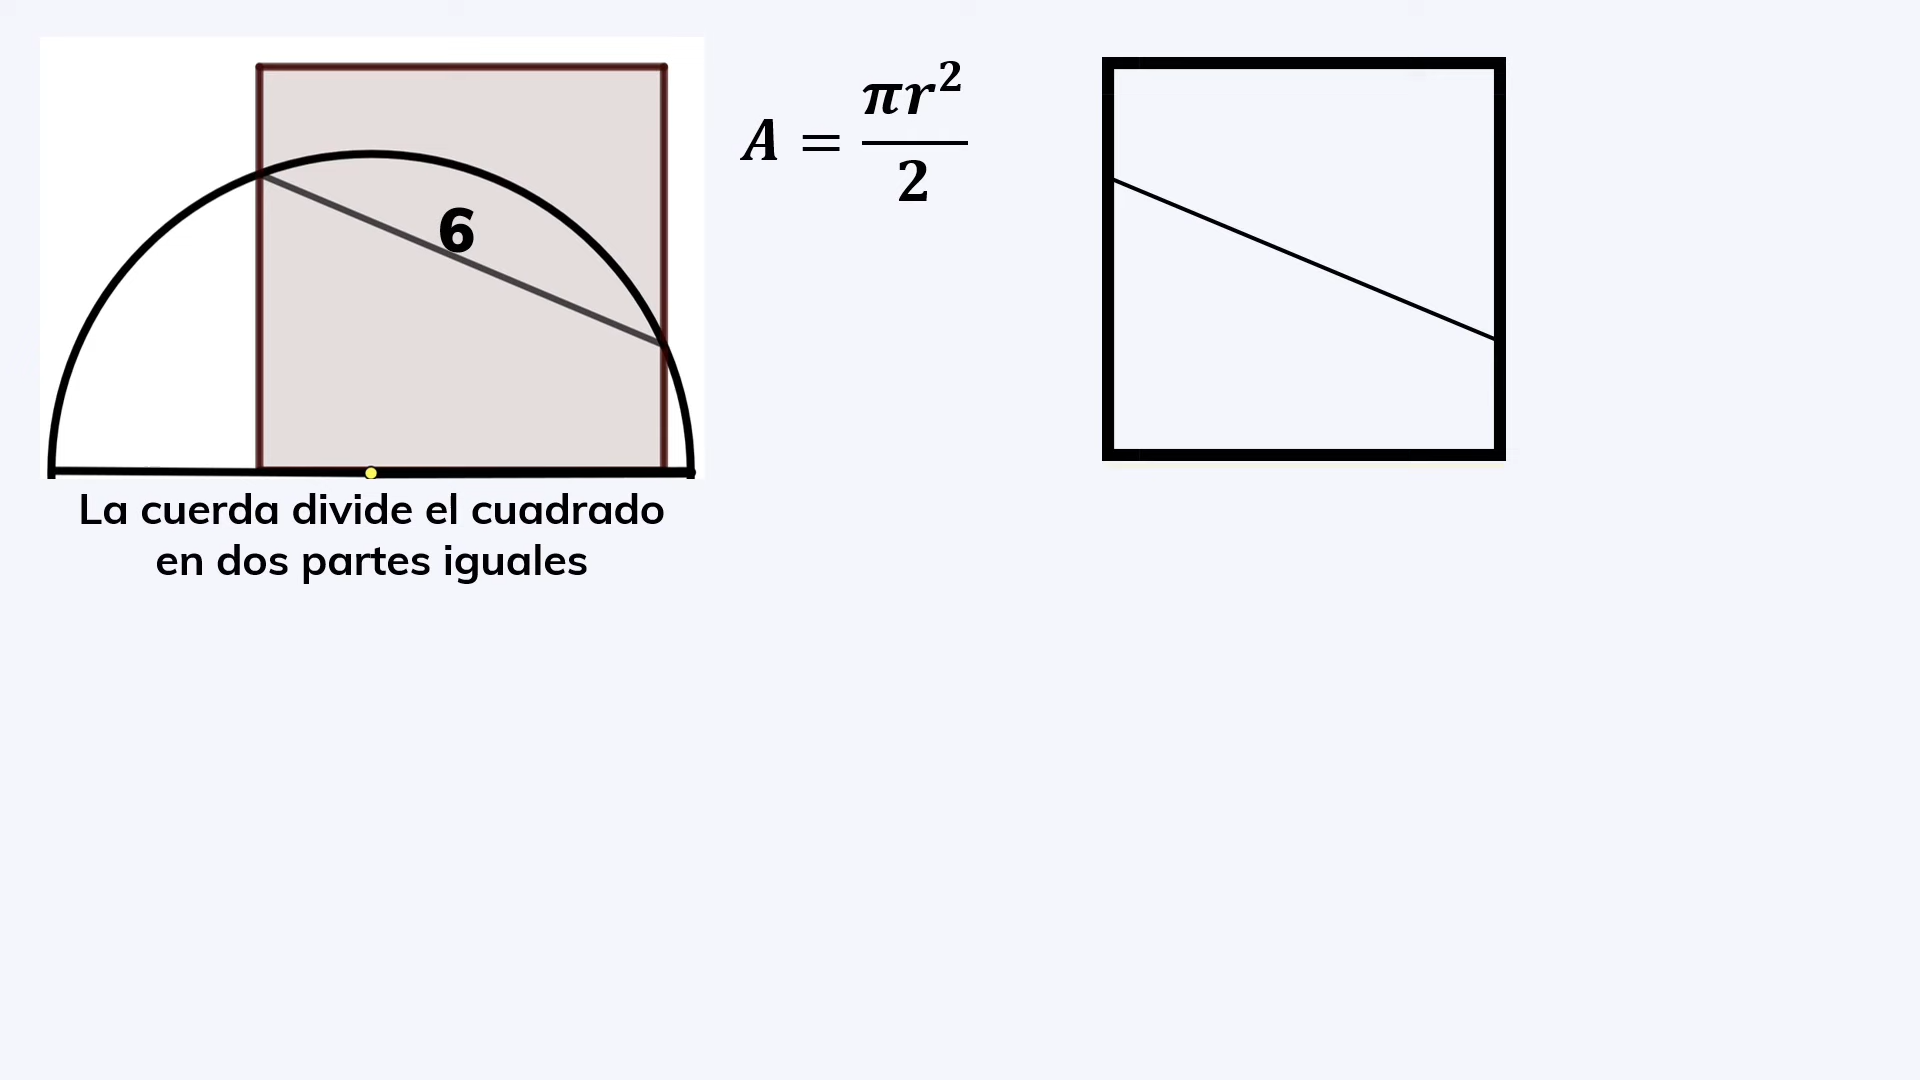 6
A = πr²/2
La cuerda divide el cuadrado
en dos partes iguales